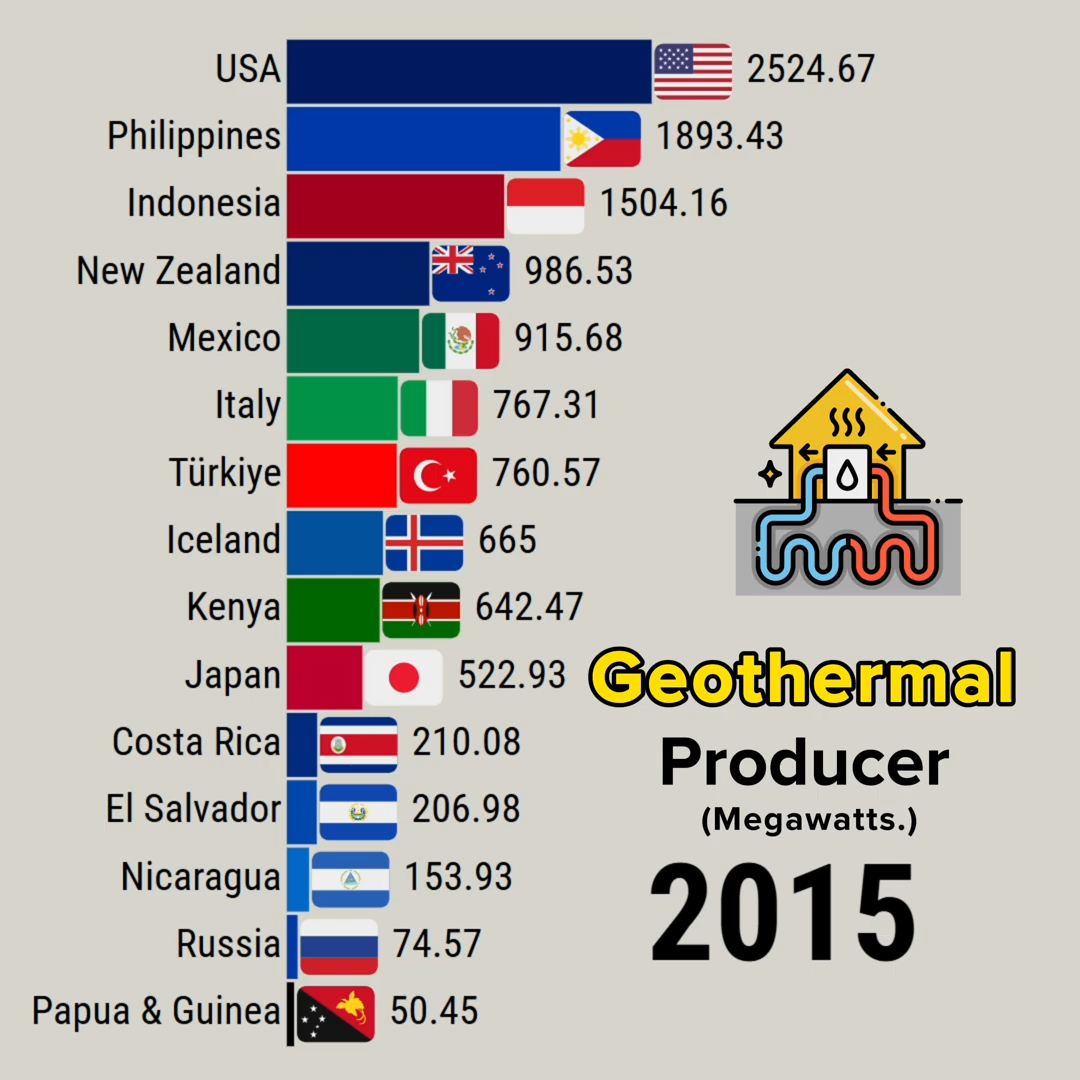 USA 2524.67
Philippines 1893.43
Indonesia 1504.16
New Zealand 986.53
Mexico 915.68
Italy 767.31
Türkiye 760.57
Iceland 665
Kenya 642.47
Japan 522.93
Costa Rica 210.08
El Salvador 206.98
Nicaragua 153.93
Russia 74.57
Papua & Guinea 50.45
Geothermal
Producer
(Megawatts.)
2015